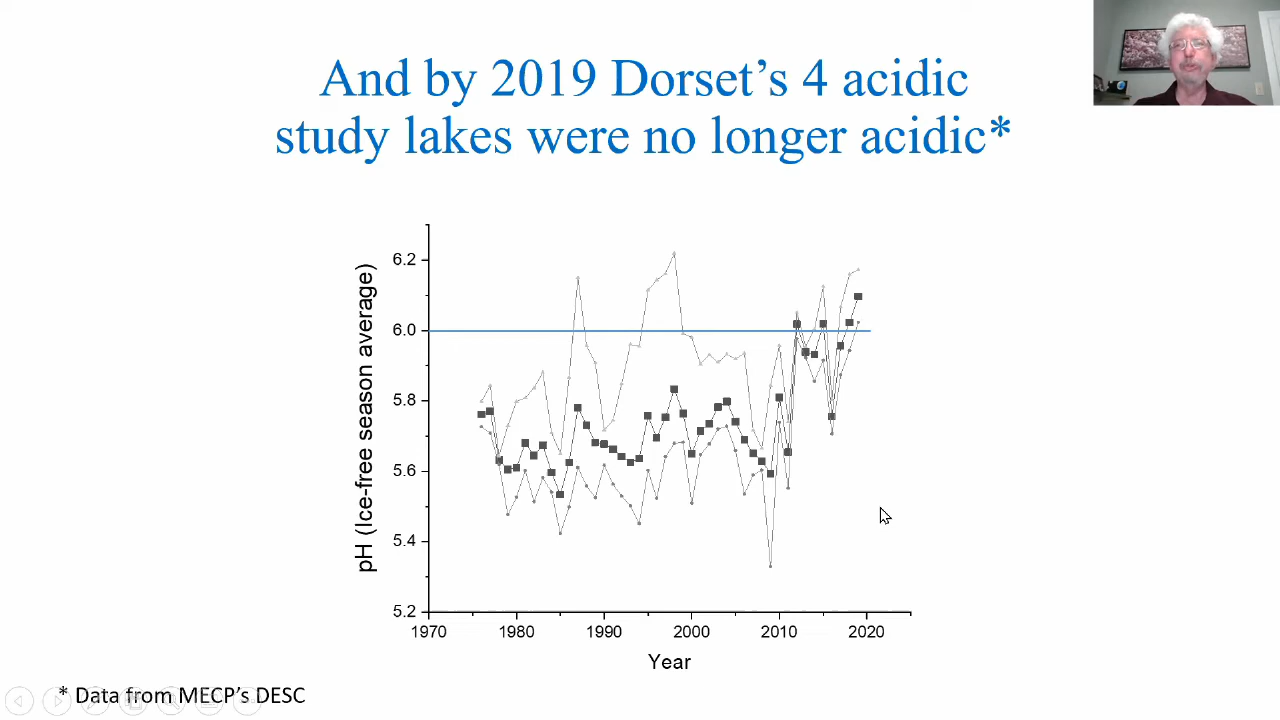 And by 2019 Dorset's 4 acidic
study lakes were no longer acidic*
pH (Ice-free season average)
6.2
6.0
5.8
5.6
5.4
5.2
1970 1980 1990 2000 2010 2020
Year
* Data from MECP's DESC